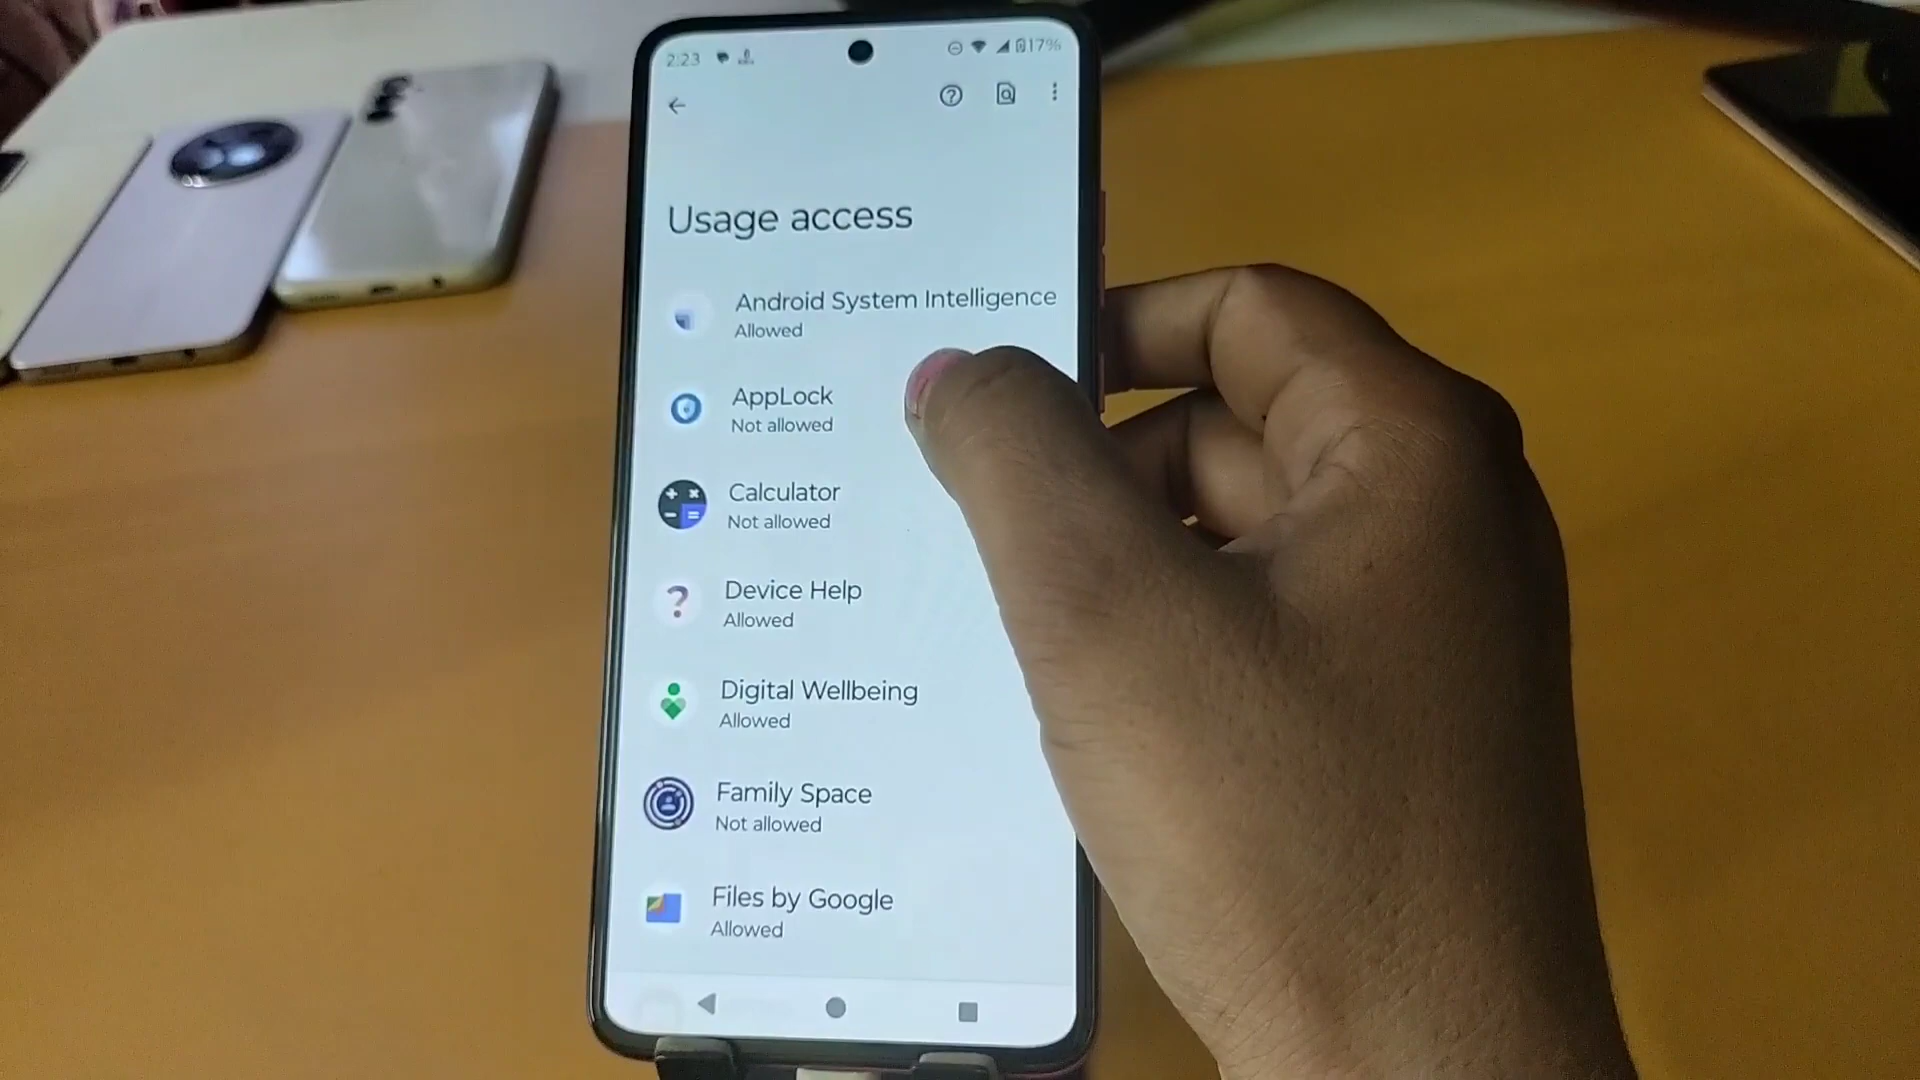 2:23
17%
Usage access
Android System Intelligence
Allowed
AppLock
Not allowed
Calculator
Not allowed
Device Help
Allowed
Digital Wellbeing
Allowed
Family Space
Not allowed
Files by Google
Allowed